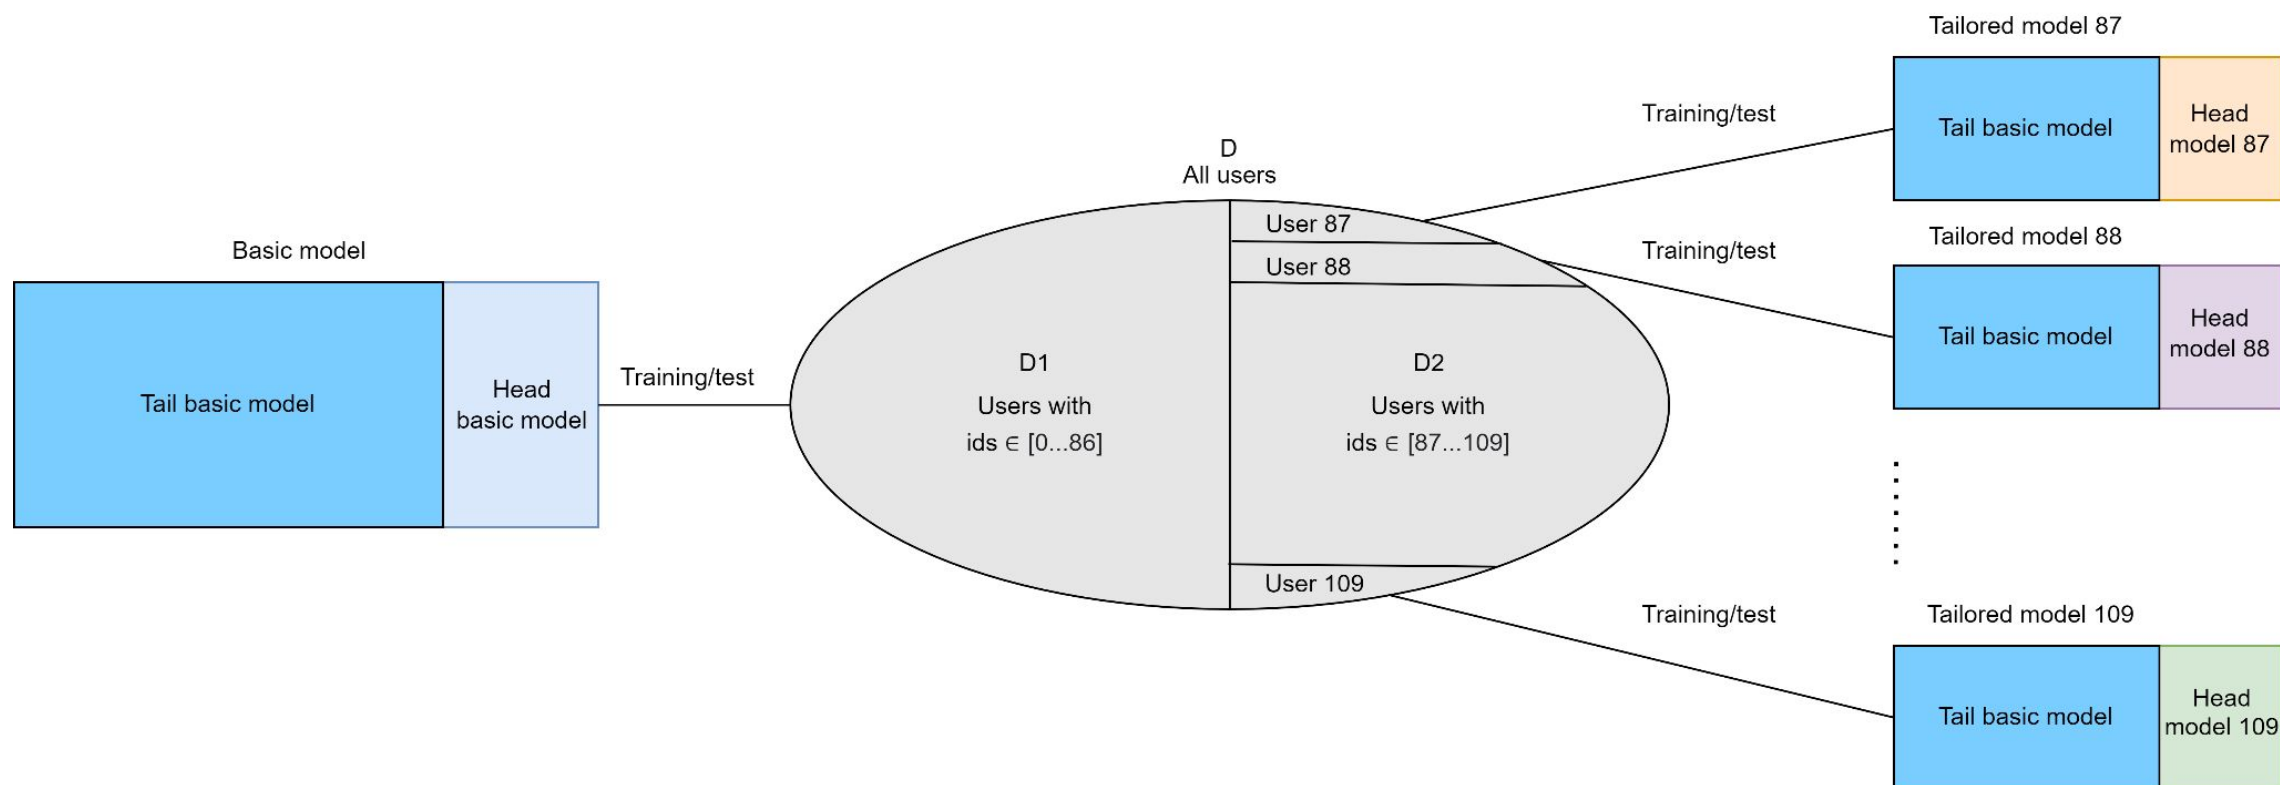 Basic model
Tail basic model
Head
basic model
Training/test
D
All users
D1
Users with
ids ∈ [0...86]
User 87
User 88
D2
Users with
ids ∈ [87...109]
User 109
Training/test
Tailored model 87
Tail basic model
Head
model 87
Training/test
Tailored model 88
Tail basic model
Head
model 88
Training/test
Tailored model 109
Tail basic model
Head
model 109